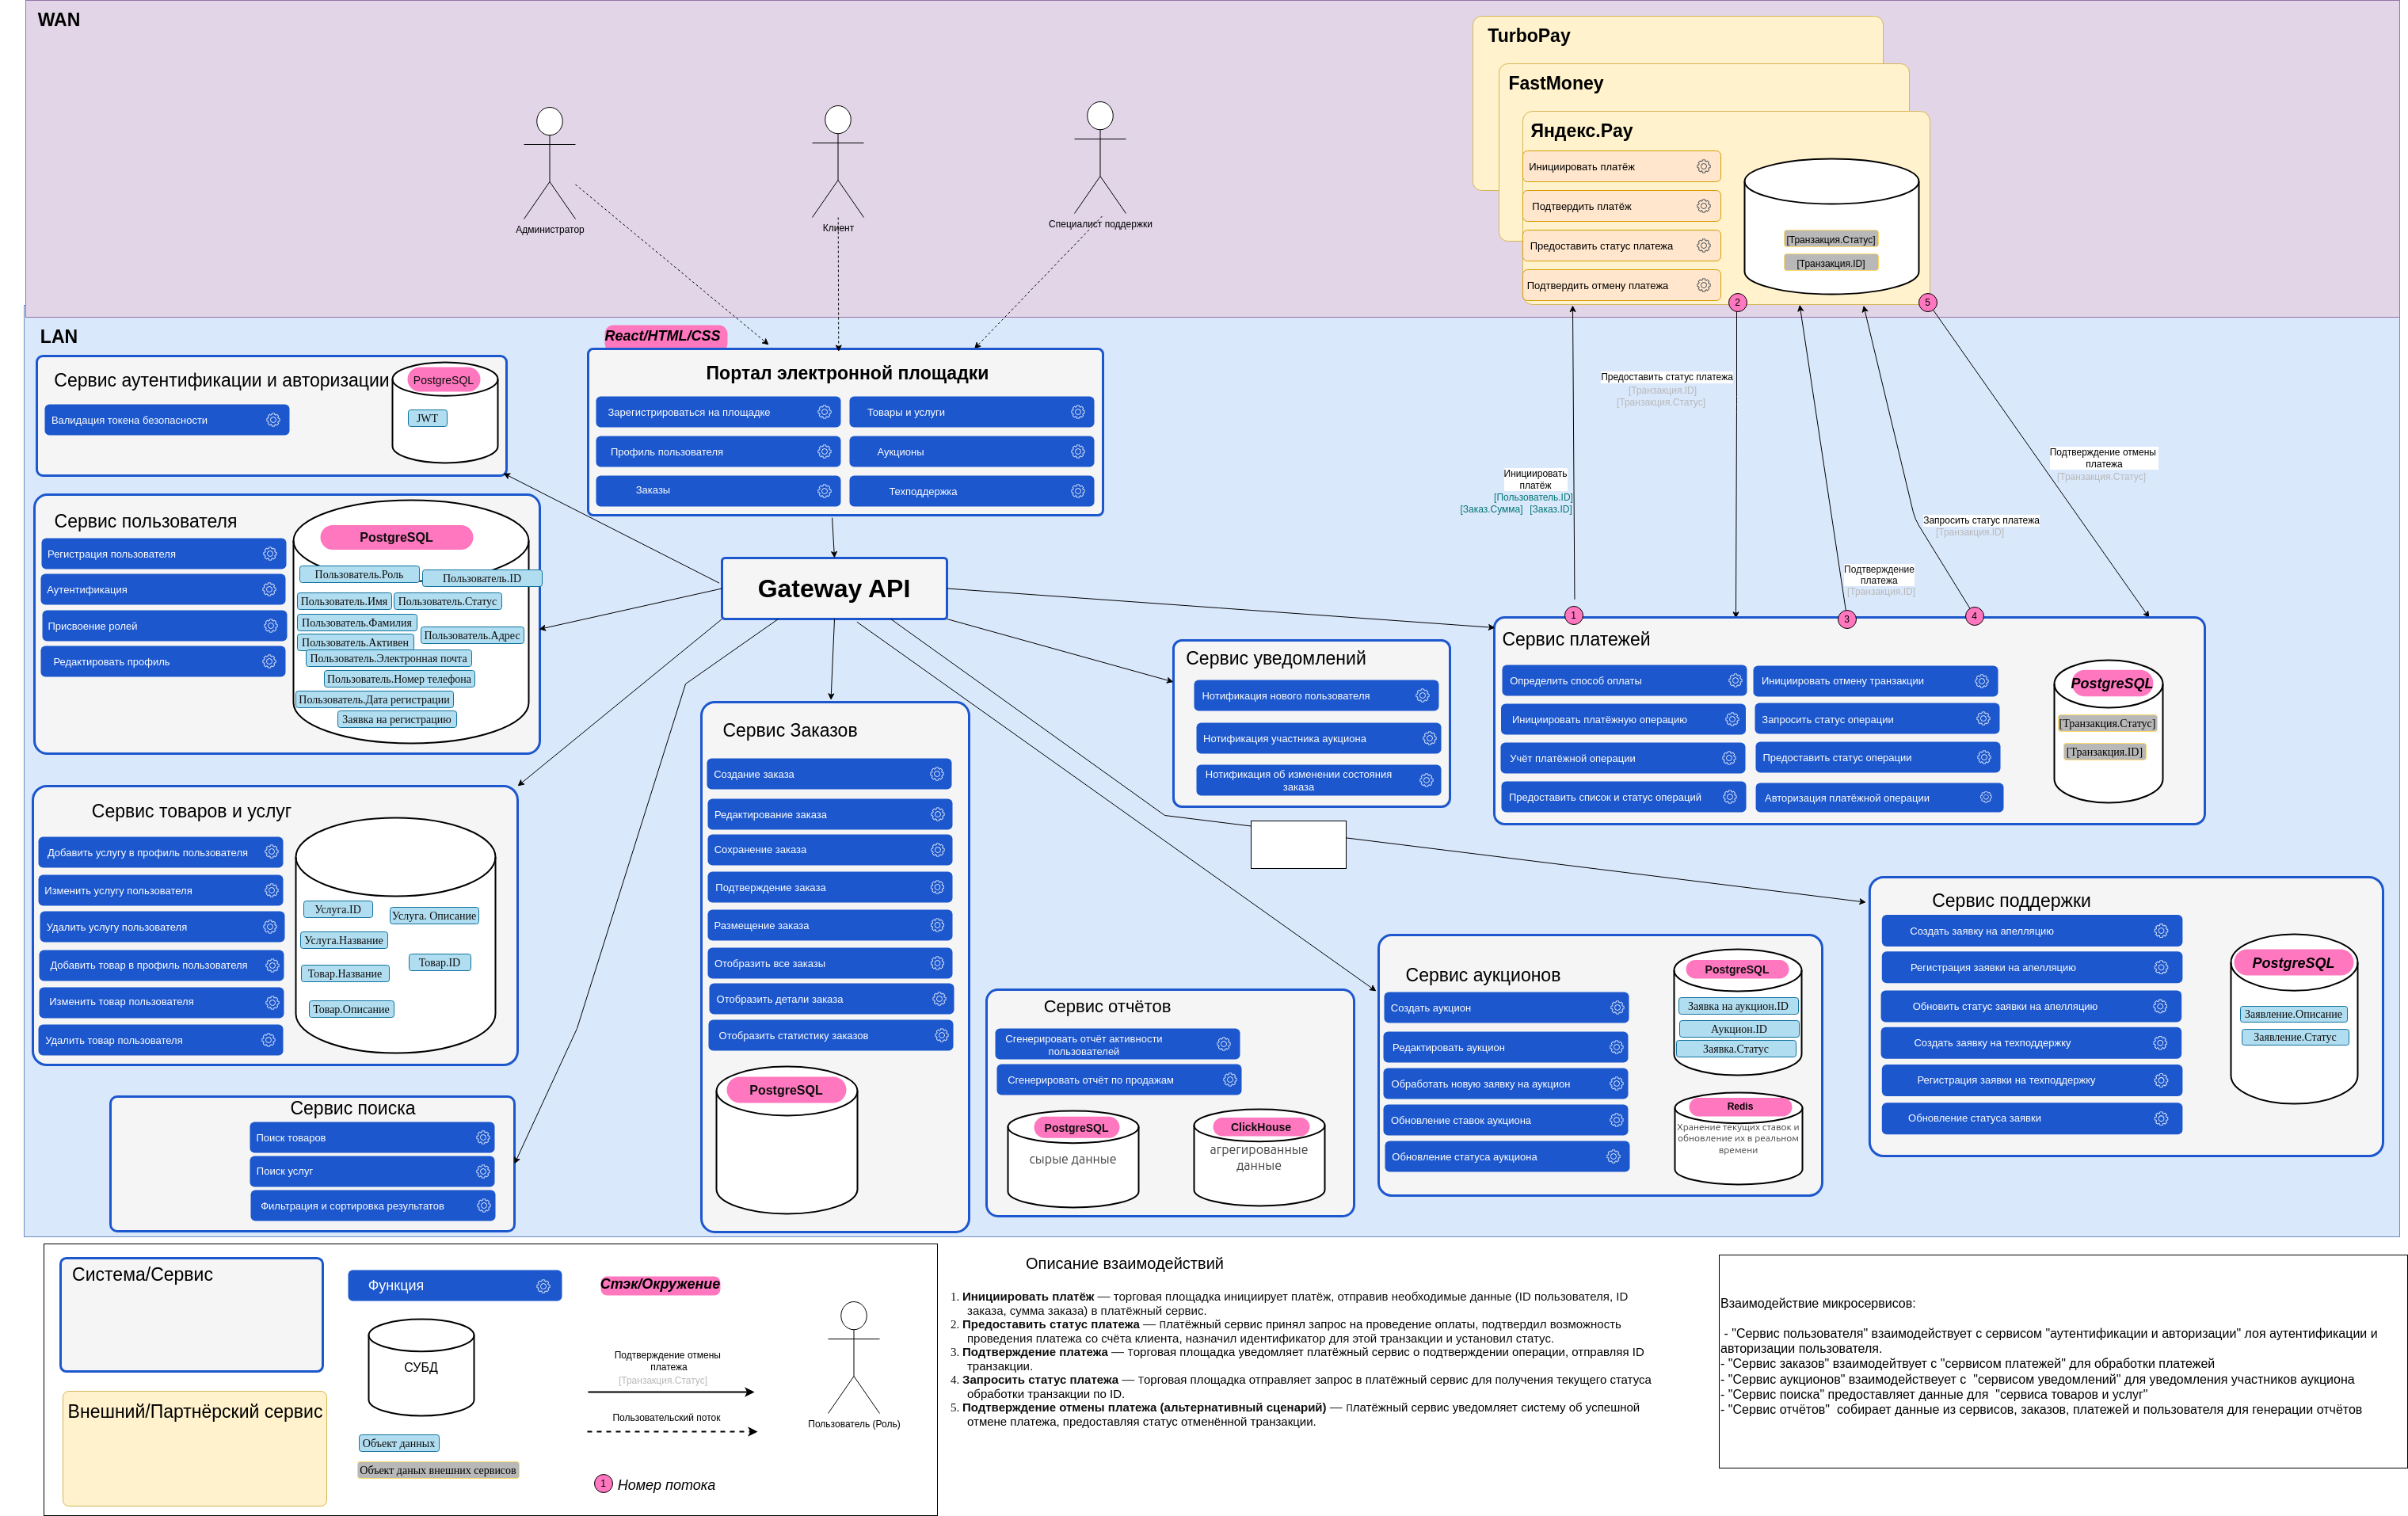 WAN
TurboPay
FastMoney
Яндекс.Pay
Инициировать платёж
Подтвердить платёж
Предоставить статус платежа
Подтвердить отмену платежа
[Транзакция.Статус]
[Транзакция.ID]
Администратор
Клиент
Специалист поддержки
2
5
LAN
React/HTML/CSS
Портал электронной площадки
Зарегистрироваться на площадке
Товары и услуги
Профиль пользователя
Аукционы
Заказы
Техподдержка
Сервис аутентификации и авторизации
Валидация токена безопасности
PostgreSQL
JWT
Предоставить статус платежа
[Транзакция.ID]
[Транзакция.Статус]
Инициировать
платёж
[Пользователь.ID]
[Заказ.Сумма] [Заказ.ID]
Подтверждение отмены
платежа
[Транзакция.Статус]
Запросить статус платежа
[Транзакция.ID]
Подтверждение
платежа
[Транзакция.ID]
1
3
4
Сервис пользователя
Регистрация пользователя
Аутентификация
Присвоение ролей
Редактировать профиль
PostgreSQL
Пользователь.Роль
Пользователь.ID
Пользователь.Имя
Пользователь.Статус
Пользователь.Фамилия
Пользователь.Активен
Пользователь.Адрес
Пользователь.Электронная почта
Пользователь.Номер телефона
Пользователь.Дата регистрации
Заявка на регистрацию
Gateway API
Сервис платежей
Определить способ оплаты
Инициировать отмену транзакции
Инициировать платёжную операцию
Запросить статус операции
Учёт платёжной операции
Предоставить статус операции
Предоставить список и статус операций
Авторизация платёжной операции
PostgreSQL
[Транзакция.Статус]
[Транзакция.ID]
Сервис уведомлений
Нотификация нового пользователя
Нотификация участника аукциона
Нотификация об изменении состояния
заказа
Сервис Заказов
Создание заказа
Редактирование заказа
Сохранение заказа
Подтверждение заказа
Размещение заказа
Отобразить все заказы
Отобразить детали заказа
Отобразить статистику заказов
PostgreSQL
Сервис товаров и услуг
Добавить услугу в профиль пользователя
Изменить услугу пользователя
Удалить услугу пользователя
Добавить товар в профиль пользователя
Изменить товар пользователя
Удалить товар пользователя
Услуга.ID
Услуга. Описание
Услуга.Название
Товар.ID
Товар.Название
Товар.Описание
Сервис поиска
Поиск товаров
Поиск услуг
Фильтрация и сортировка результатов
Сервис отчётов
Сгенерировать отчёт активности
пользователей
Сгенерировать отчёт по продажам
PostgreSQL
сырые данные
ClickHouse
агрегированные
данные
Сервис аукционов
Создать аукцион
Редактировать аукцион
Обработать новую заявку на аукцион
Обновление ставок аукциона
Обновление статуса аукциона
PostgreSQL
Заявка на аукцион.ID
Аукцион.ID
Заявка.Статус
Redis
Хранение текущих ставок и
обновление их в реальном
времени
Сервис поддержки
Создать заявку на апелляцию
Регистрация заявки на апелляцию
Обновить статус заявки на апелляцию
Создать заявку на техподдержку
Регистрация заявки на техподдержку
Обновление статуса заявки
PostgreSQL
Заявление.Описание
Заявление.Статус
Система/Сервис
Внешний/Партнёрский сервис
Функция
СУБД
Объект данных
Объект даных внешних сервисов
Стэк/Окружение
Подтверждение отмены
платежа
[Транзакция.Статус]
Пользовательский поток
1 Номер потока
Пользователь (Роль)
Описание взаимодействий
1. Инициировать платёж — торговая площадка инициирует платёж, отправив необходимые данные (ID пользователя, ID
заказа, сумма заказа) в платёжный сервис.
2. Предоставить статус платежа — Платёжный сервис принял запрос на проведение оплаты, подтвердил возможность
проведения платежа со счёта клиента, назначил идентификатор для этой транзакции и установил статус.
3. Подтверждение платежа — Торговая площадка уведомляет платёжный сервис о подтверждении операции, отправляя ID
транзакции.
4. Запросить статус платежа — Торговая площадка отправляет запрос в платёжный сервис для получения текущего статуса
обработки транзакции по ID.
5. Подтверждение отмены платежа (альтернативный сценарий) — Платёжный сервис уведомляет систему об успешной
отмене платежа, предоставляя статус отменённой транзакции.
Взаимодействие микросервисов:
- "Сервис пользователя" взаимодействует с сервисом "аутентификации и авторизации" лоя аутентификации и
авторизации пользователя.
- "Сервис заказов" взаимодейтвует с "сервисом платежей" для обработки платежей
- "Сервис аукционов" взаимодействеует с "сервисом уведомлений" для уведомления участников аукциона
- "Сервис поиска" предоставляет данные для "сервиса товаров и услуг"
- "Сервис отчётов" собирает данные из сервисов, заказов, платежей и пользователя для генерации отчётов